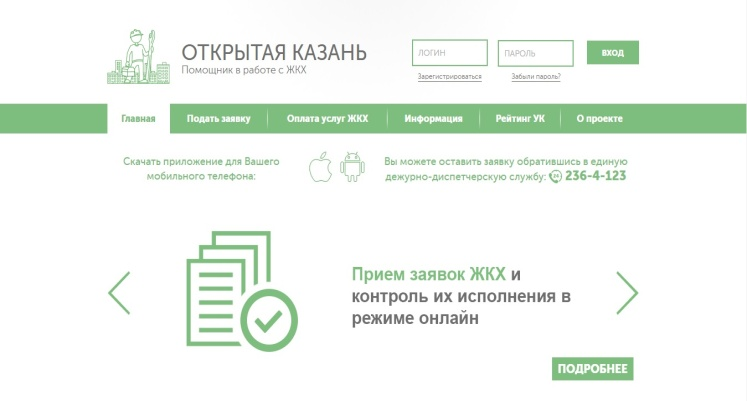 ОТКРЫТАЯ КАЗАНЬ
Помощник в работе с ЖКХ
ЛОГИН
ПАРОЛЬ
ВХОД
Зарегистрироваться
Забыли пароль?
Главная
Подать заявку
Оплата услуг ЖКХ
Информация
Рейтинг УК
О проекте
Скачать приложение для Вашего
мобильного телефона:
Вы можете оставить заявку обратившись в единую
дежурно-диспетчерскую службу: 236-4-123
Прием заявок ЖКХ и
контроль их исполнения в
режиме онлайн
ПОДРОБНЕЕ